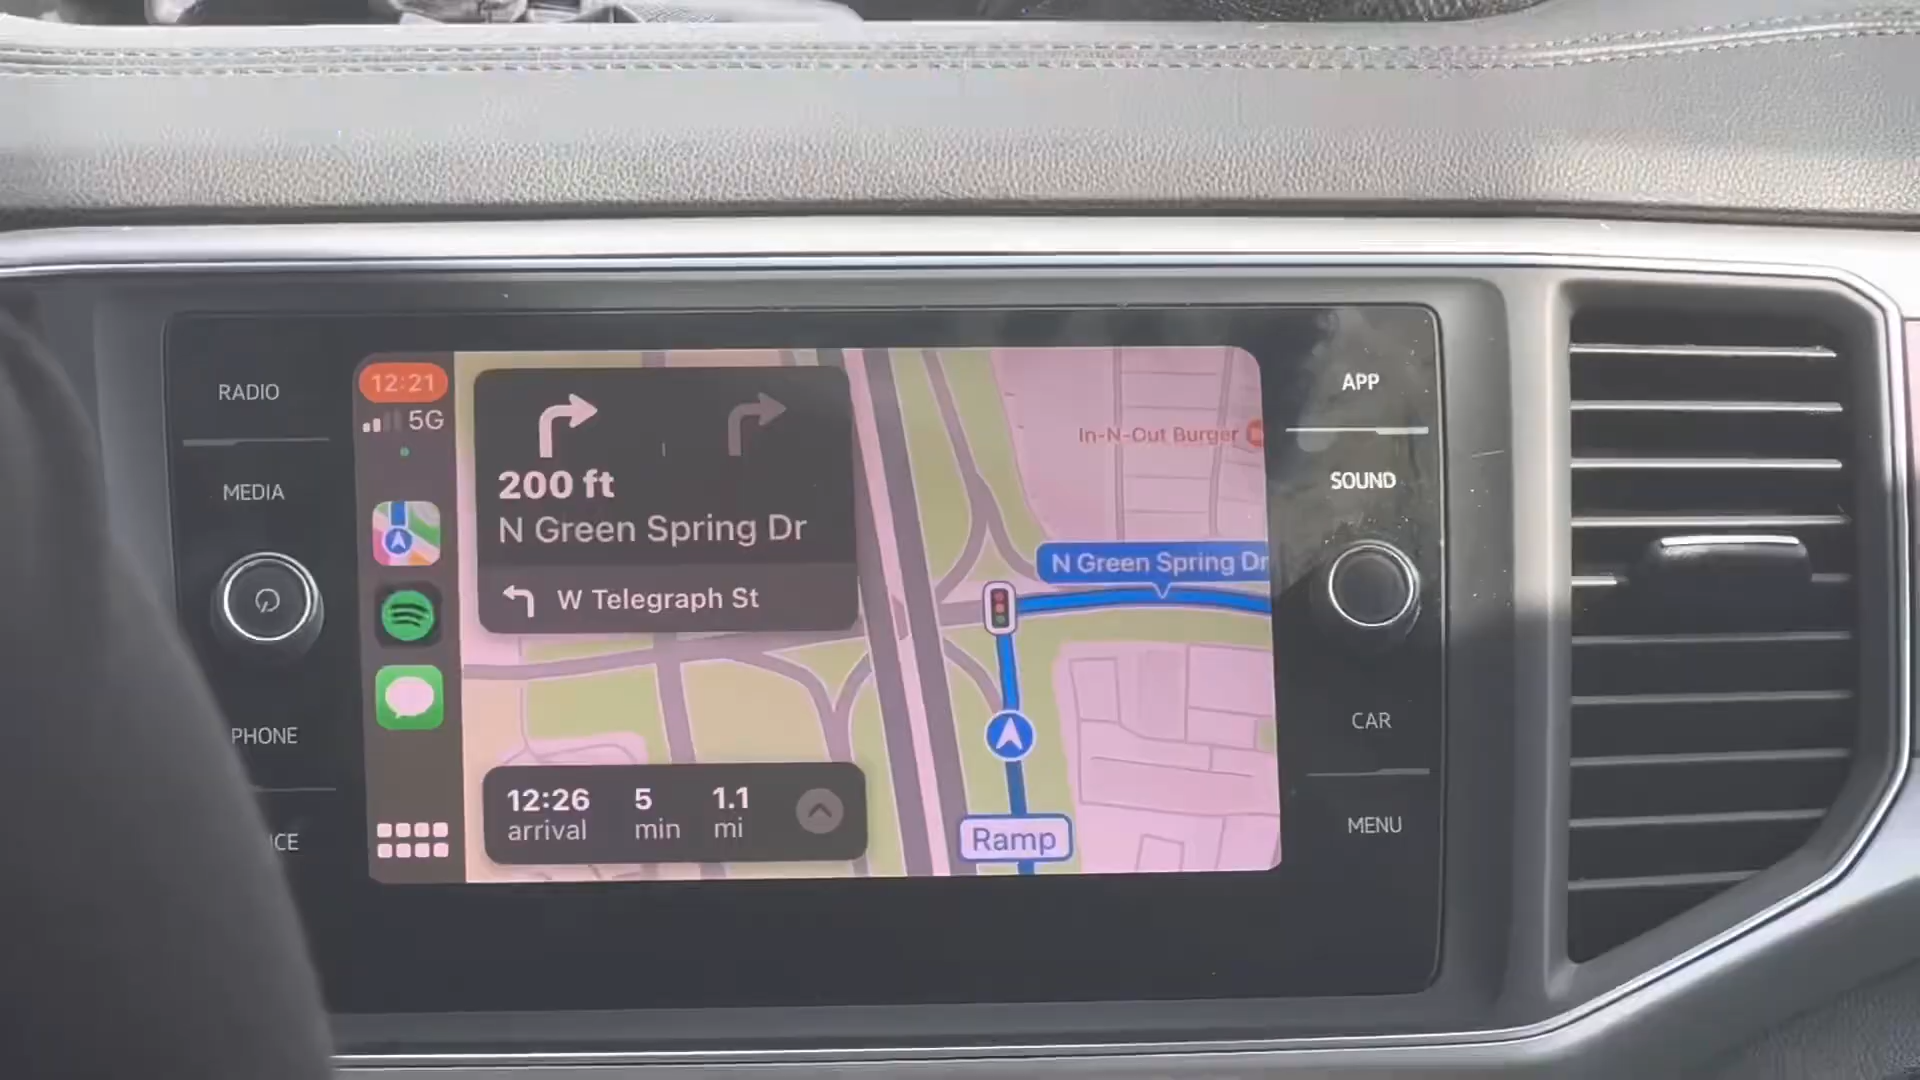 RADIO
MEDIA
PHONE
12:21
5G
200 ft
N Green Spring Dr
W Telegraph St
12:26 5 1.1
arrival min mi
In-N-Out Burger
N Green Spring Dr
Ramp
APP
SOUND
CAR
MENU